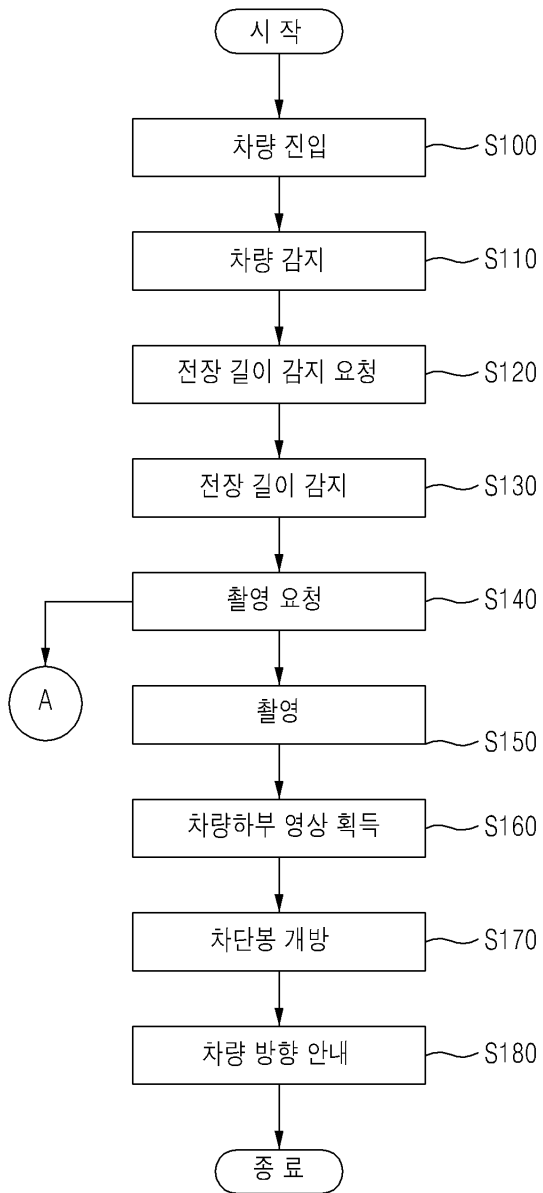 시 작
차량 진입
S100
차량 감지
S110
전장 길이 감지 요청
S120
전장 길이 감지
S130
촬영 요청
S140
A
촬영
S150
차량하부 영상 획득
S160
차단봉 개방
S170
차량 방향 안내
S180
종 료